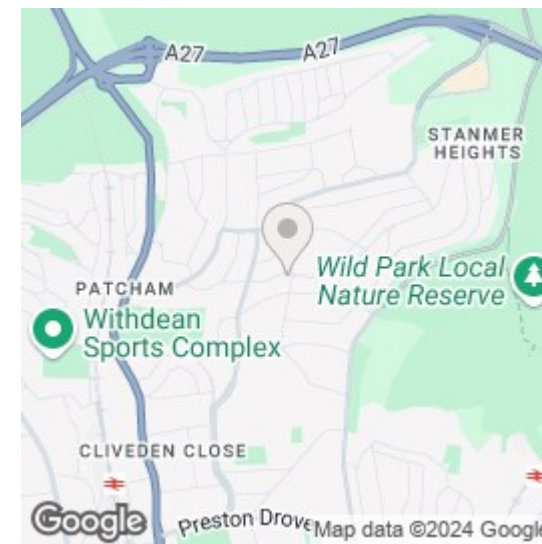 A27
A27
STANMER
HEIGHTS
Wild Park Local
Nature Reserve
PATCHAM
Withdean
Sports Complex
CLIVEDEN CLOSE
Google
Preston Drove
Map data ©2024 Google